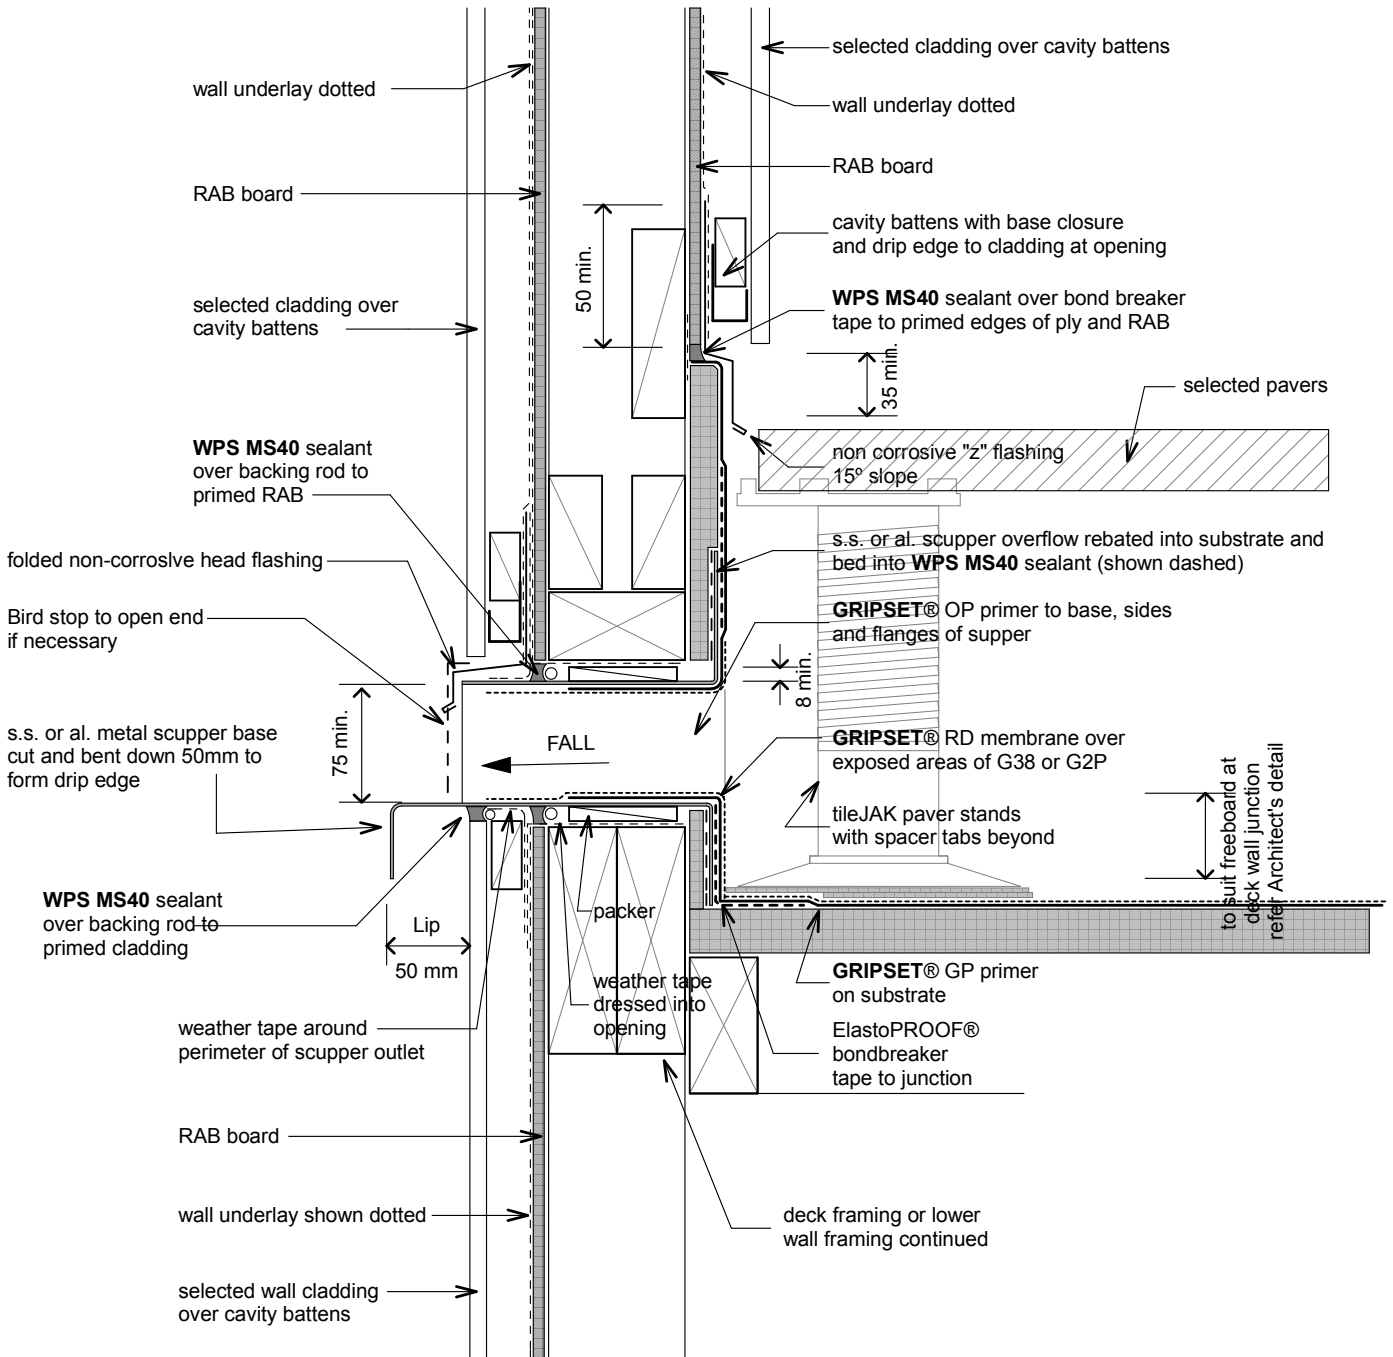 selected cladding over cavity battens
wall underlay dotted
wall underlay dotted
RAB board
RAB board
cavity battens with base closure
and drip edge to cladding at opening
50 min.
selected cladding over
cavity battens
WPS MS40 sealant over bond breaker
tape to primed edges of ply and RAB
35 min.
selected pavers
WPS MS40 sealant
over backing rod to
primed RAB
non corrosive "z" flashing
15º slope
s.s. or al. scupper overflow rebated into substrate and
bed into WPS MS40 sealant (shown dashed)
folded non-corroslve head flashing
Bird stop to open end
if necessary
GRIPSET® OP primer to base, sides
and flanges of supper
8 min.
75 min.
s.s. or al. metal scupper base
cut and bent down 50mm to
form drip edge
FALL
GRIPSET® RD membrane over
exposed areas of G38 or G2P
tileJAK paver stands
with spacer tabs beyond
to suit freeboard at
deck wall junction
refer Architect's detail
WPS MS40 sealant
over backing rod to
primed cladding
Lip
50 mm
packer
weather tape
dressed into
opening
GRIPSET® GP primer
on substrate
weather tape around
perimeter of scupper outlet
ElastoPROOF®
bondbreaker
tape to junction
RAB board
wall underlay shown dotted
deck framing or lower
wall framing continued
selected wall cladding
over cavity battens